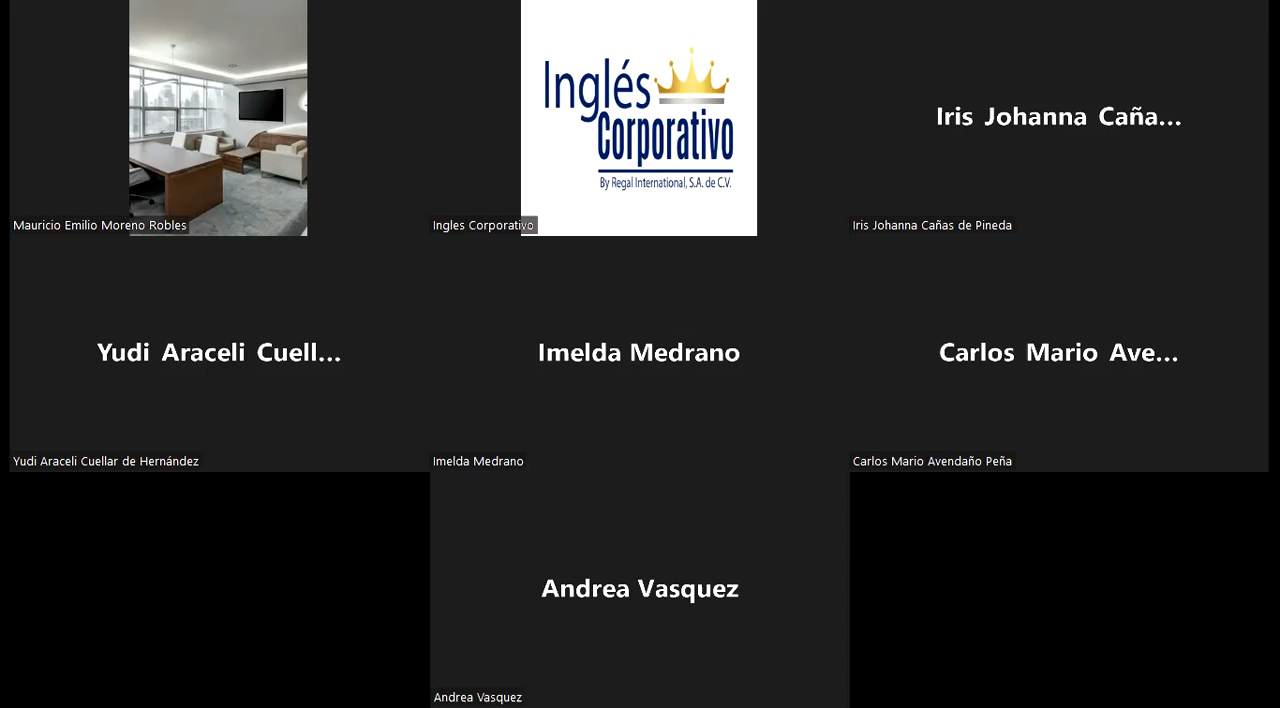 Inglés
Corporativo
By Regal International, S.A. de C.V.
Iris Johanna Caña...
Mauricio Emilio Moreno Robles
Ingles Corporativo
Iris Johanna Cañas de Pineda
Yudi Araceli Cuell...
Imelda Medrano
Carlos Mario Ave...
Yudi Araceli Cuellar de Hernández
Imelda Medrano
Carlos Mario Avendaño Peña
Andrea Vasquez
Andrea Vasquez